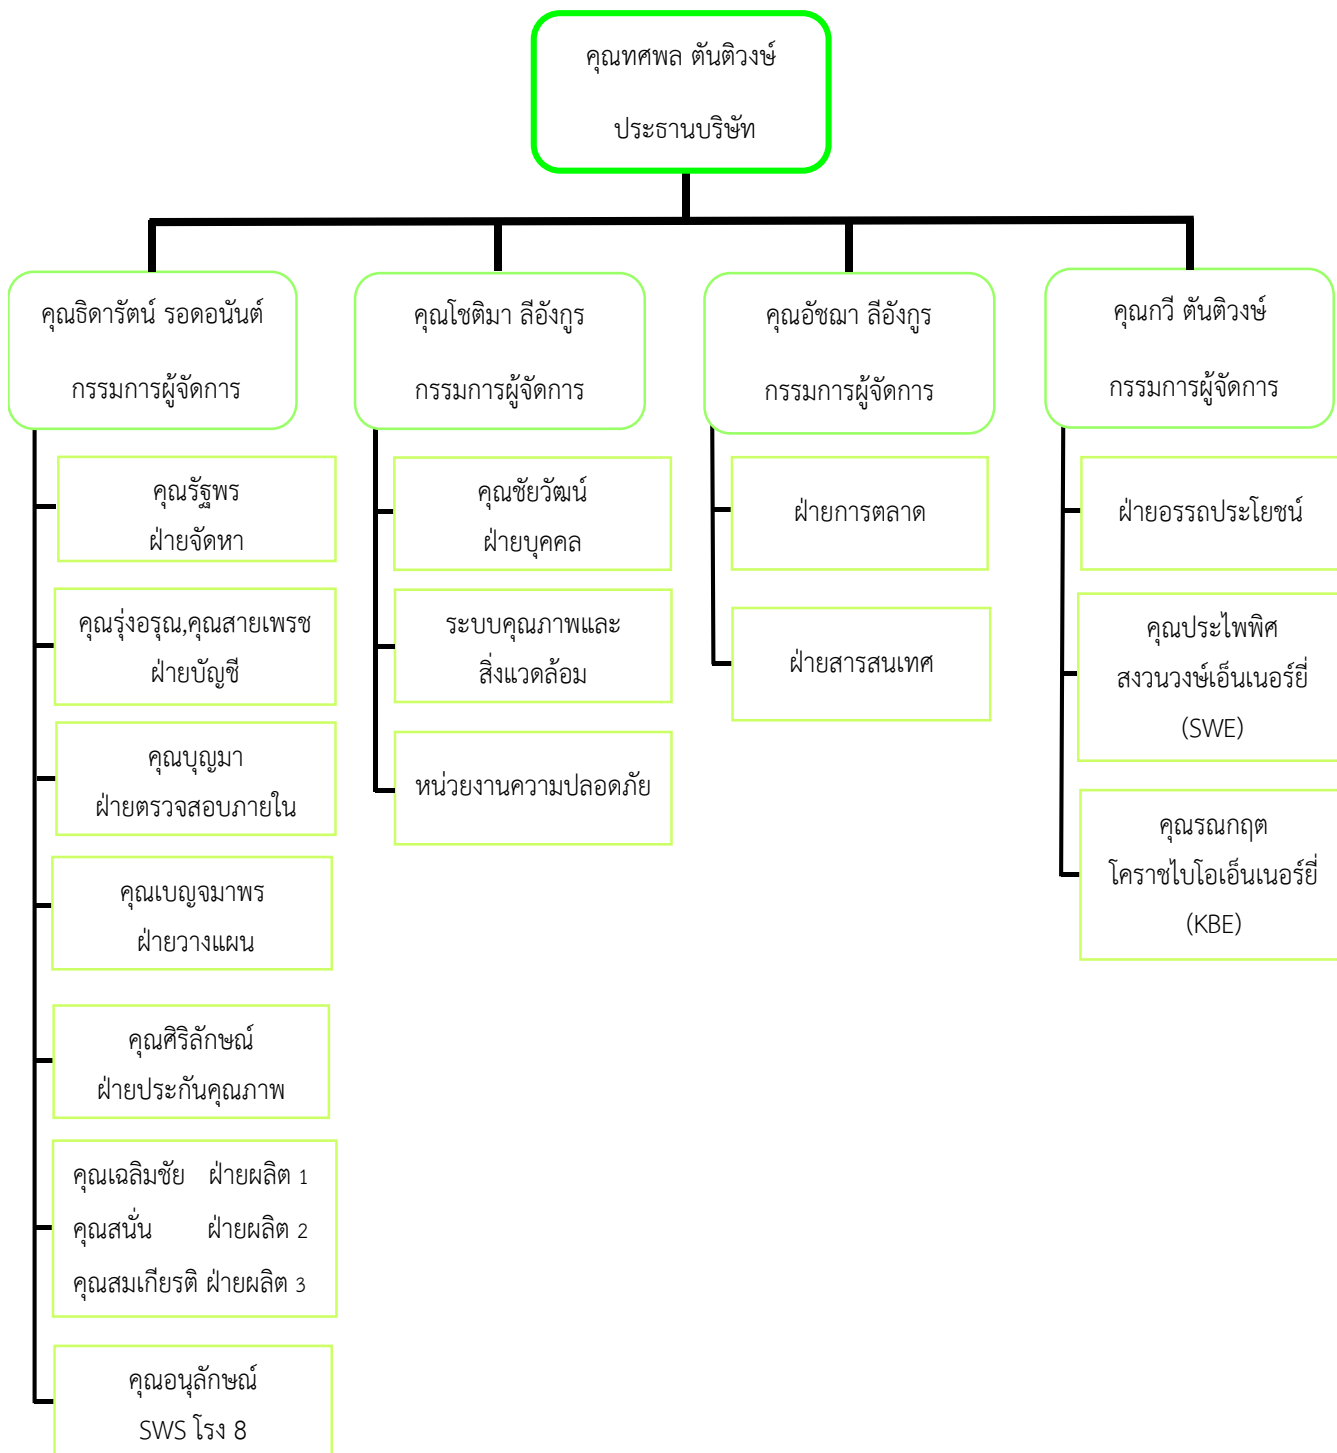 คุณทศพล ตันติวงษ์
ประธานบริษัท
คุณธิดารัตน์ รอดอนันต์
กรรมการผู้จัดการ
คุณรัฐพร
ฝ่ายจัดหา
คุณรุ่งอรุณ,คุณสายเพรช
ฝ่ายบัญชี
คุณบุญมา
ฝ่ายตรวจสอบภายใน
คุณเบญจมาพร
ฝ่ายวางแผน
คุณศิริลักษณ์
ฝ่ายประกันคุณภาพ
คุณเฉลิมชัย ฝ่ายผลิต 1
คุณสนั่น ฝ่ายผลิต 2
คุณสมเกียรติ ฝ่ายผลิต 3
คุณอนุลักษณ์
SWS โรง 8
คุณโชติมา ลีอังกูร
กรรมการผู้จัดการ
คุณชัยวัฒน์
ฝ่ายบุคคล
ระบบคุณภาพและ
สิ่งแวดล้อม
หน่วยงานความปลอดภัย
คุณอัชฌา ลีอังกูร
กรรมการผู้จัดการ
ฝ่ายการตลาด
ฝ่ายสารสนเทศ
คุณกวี ตันติวงษ์
กรรมการผู้จัดการ
ฝ่ายอรรถประโยชน์
คุณประไพพิศ
สงวนวงษ์เอ็นเนอร์ยี่
(SWE)
คุณรณกฤต
โคราชไบโอเอ็นเนอร์ยี่
(KBE)